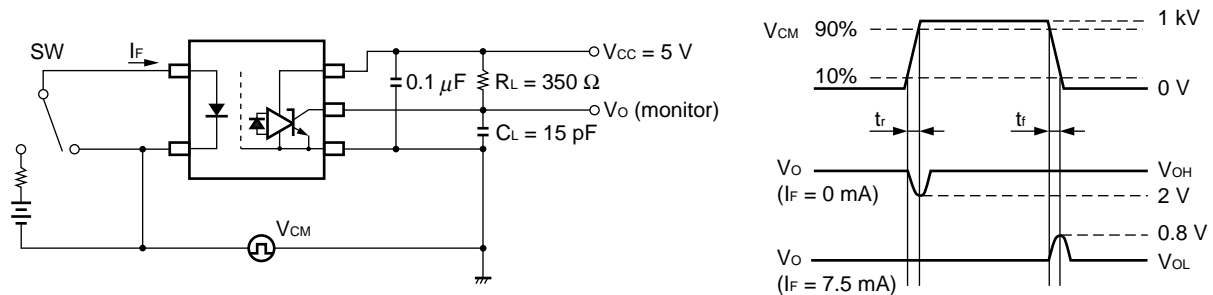 SW
IF
VCC = 5 V
0.1 μF
RL = 350 Ω
VO (monitor)
CL = 15 pF
VCM
VCM 90%
10%
1 kV
0 V
tr
tf
VO
(IF = 0 mA)
VOH
2 V
0.8 V
VO
(IF = 7.5 mA)
VOL